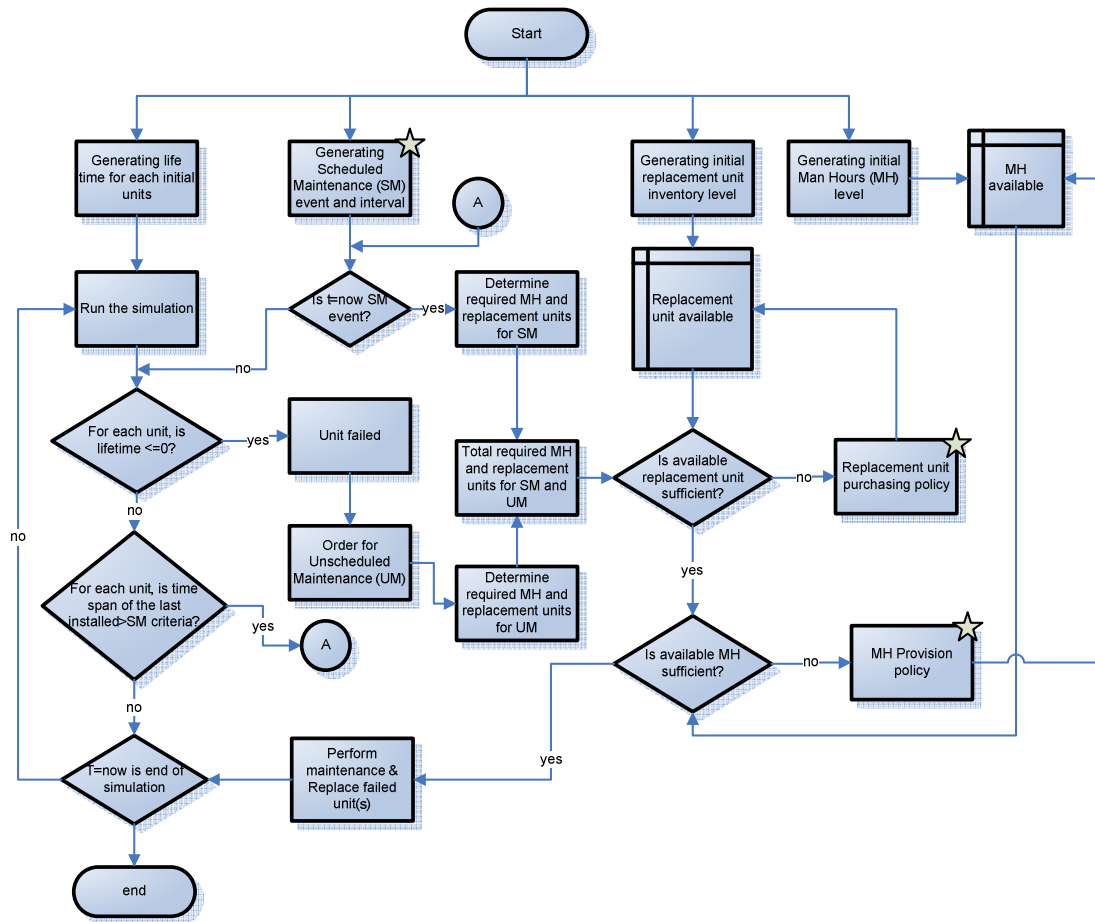 Start
Generating life
time for each initial
units
Generating
Scheduled
Maintenance (SM)
event and interval
A
Generating initial
replacement unit
inventory level
Generating initial
Man Hours (MH)
level
MH
available
Run the simulation
Is t=now SM
event?
yes
no
Determine
required MH and
replacement units
for SM
Replacement
unit available
For each unit, is
lifetime <=0?
yes
no
Unit failed
Total required MH
and replacement
units for SM and
UM
Is available
replacement unit
sufficient?
no
yes
Replacement unit
purchasing policy
no
Order for
Unscheduled
Maintenance (UM)
Determine
required MH and
replacement units
for UM
For each unit, is time
span of the last
installed>SM criteria?
yes
no
A
Is available MH
sufficient?
no
yes
MH Provision
policy
T=now is end of
simulation
Perform
maintenance &
Replace failed
unit(s)
end